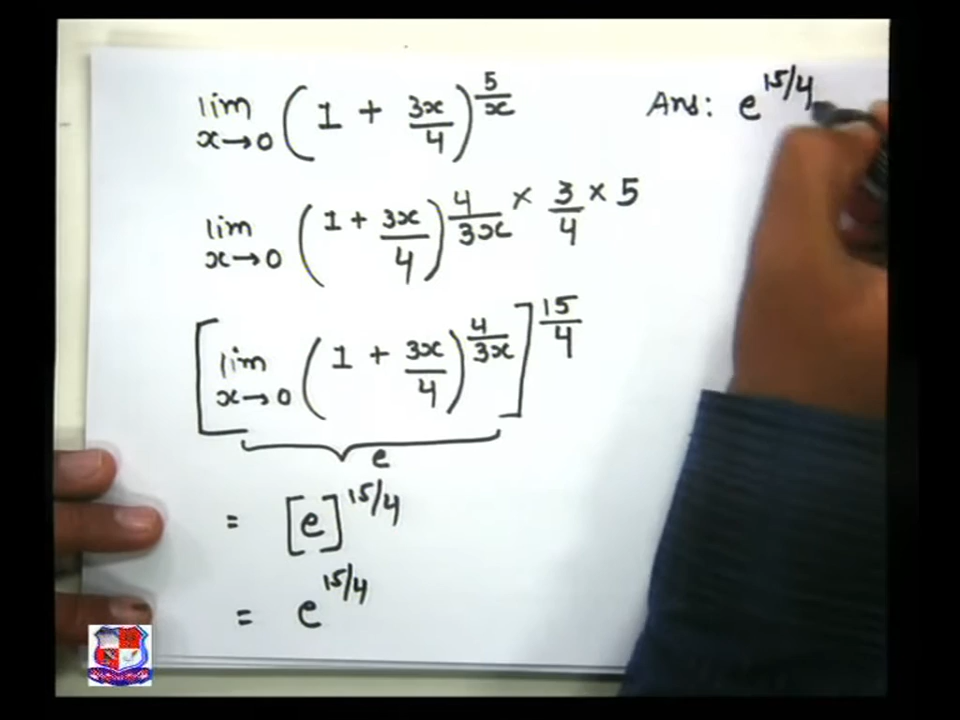 lim x→0 (1 + 3x/4)^(5/x)
Ans: e^(15/4)
lim x→0 (1 + 3x/4)^(4/3x × 3/4 × 5)
[lim x→0 (1 + 3x/4)^(4/3x)]^(15/4)
e
= [e]^(15/4)
= e^(15/4)